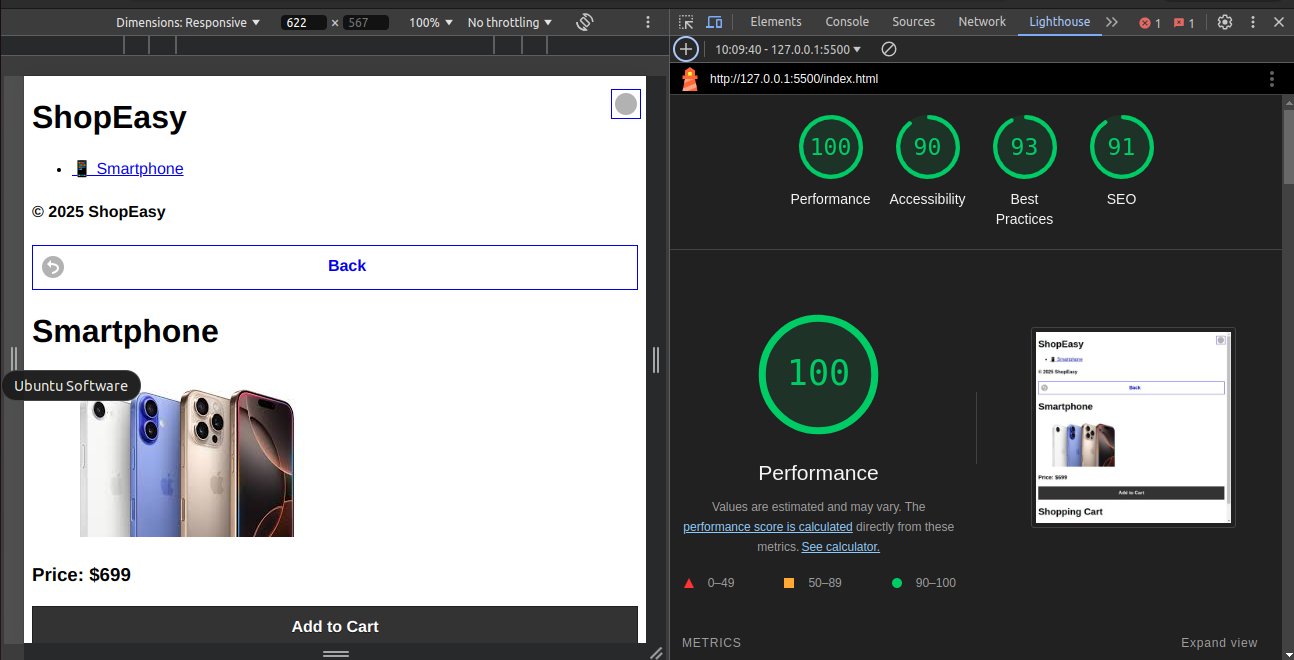 Dimensions: Responsive ▼ 622 × 567 100% ▼ No throttling ▼
Elements Console Sources Network Lighthouse 1 1
10:09:40 - 127.0.0.1:5500 ▼
http://127.0.0.1:5500/index.html
ShopEasy
• 📱 Smartphone
© 2025 ShopEasy
Back
Smartphone
Ubuntu Software
Price: $699
Add to Cart
100 90 93 91
Performance Accessibility Best Practices SEO
100
Performance
Values are estimated and may vary. The
performance score is calculated directly from these
metrics. See calculator.
0–49 50–89 90–100
ShopEasy
Smartphone
© 2025 ShopEasy
Back
Smartphone
Price: $699
Add to Cart
Shopping Cart
METRICS Expand view